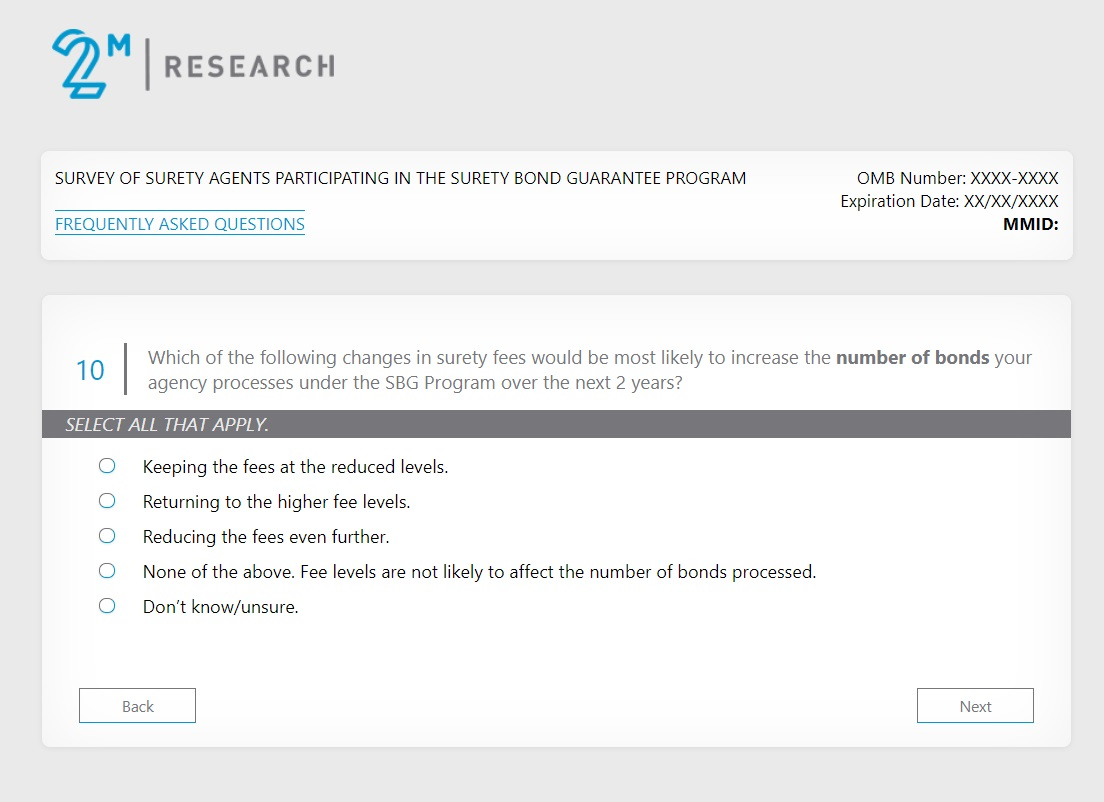 2M RESEARCH
SURVEY OF SURETY AGENTS PARTICIPATING IN THE SURETY BOND GUARANTEE PROGRAM
OMB Number: XXXX-XXXX
Expiration Date: XX/XX/XXXX
FREQUENTLY ASKED QUESTIONS
MMID:
10
Which of the following changes in surety fees would be most likely to increase the number of bonds your
agency processes under the SBG Program over the next 2 years?
SELECT ALL THAT APPLY.
Keeping the fees at the reduced levels.
Returning to the higher fee levels.
Reducing the fees even further.
None of the above. Fee levels are not likely to affect the number of bonds processed.
Don’t know/unsure.
Back
Next